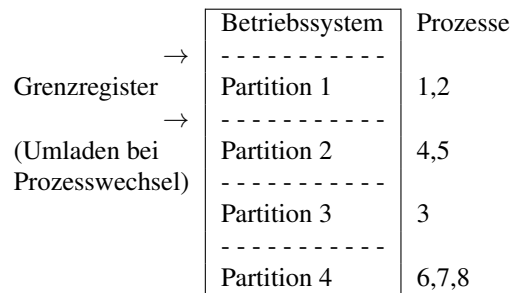 Betriebssystem Prozesse
→ - - - - - - - - - - -
Grenzregister Partition 1 1,2
→ - - - - - - - - - - -
(Umladen bei Partition 2 4,5
Prozesswechsel) - - - - - - - - - - -
Partition 3 3
- - - - - - - - - - -
Partition 4 6,7,8